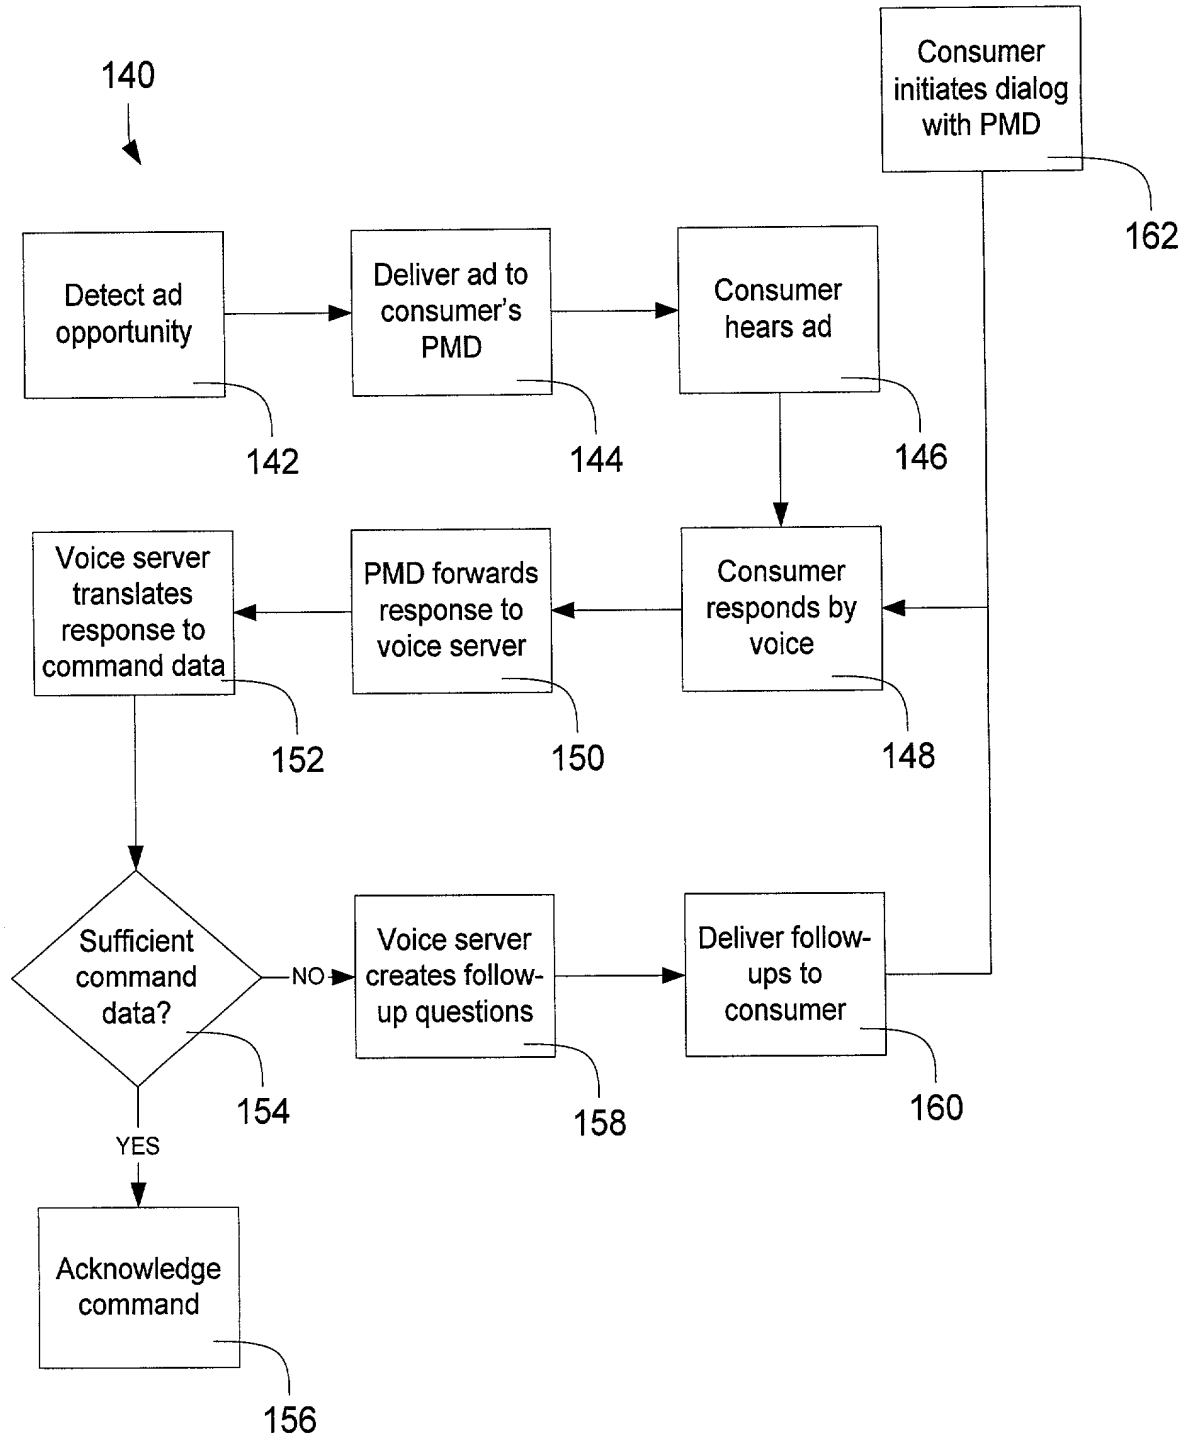 140
Consumer
initiates dialog
with PMD
162
Detect ad
opportunity
142
Deliver ad to
consumer's
PMD
144
Consumer
hears ad
146
Consumer
responds by
voice
148
PMD forwards
response to
voice server
150
Voice server
translates
response to
command data
152
Sufficient
command
data?
154
NO
Voice server
creates follow-
up questions
158
Deliver follow-
ups to
consumer
160
YES
Acknowledge
command
156